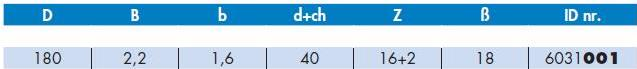 D B b d+ch Z ß ID nr.
180 2,2 1,6 40 16+2 18 6031001